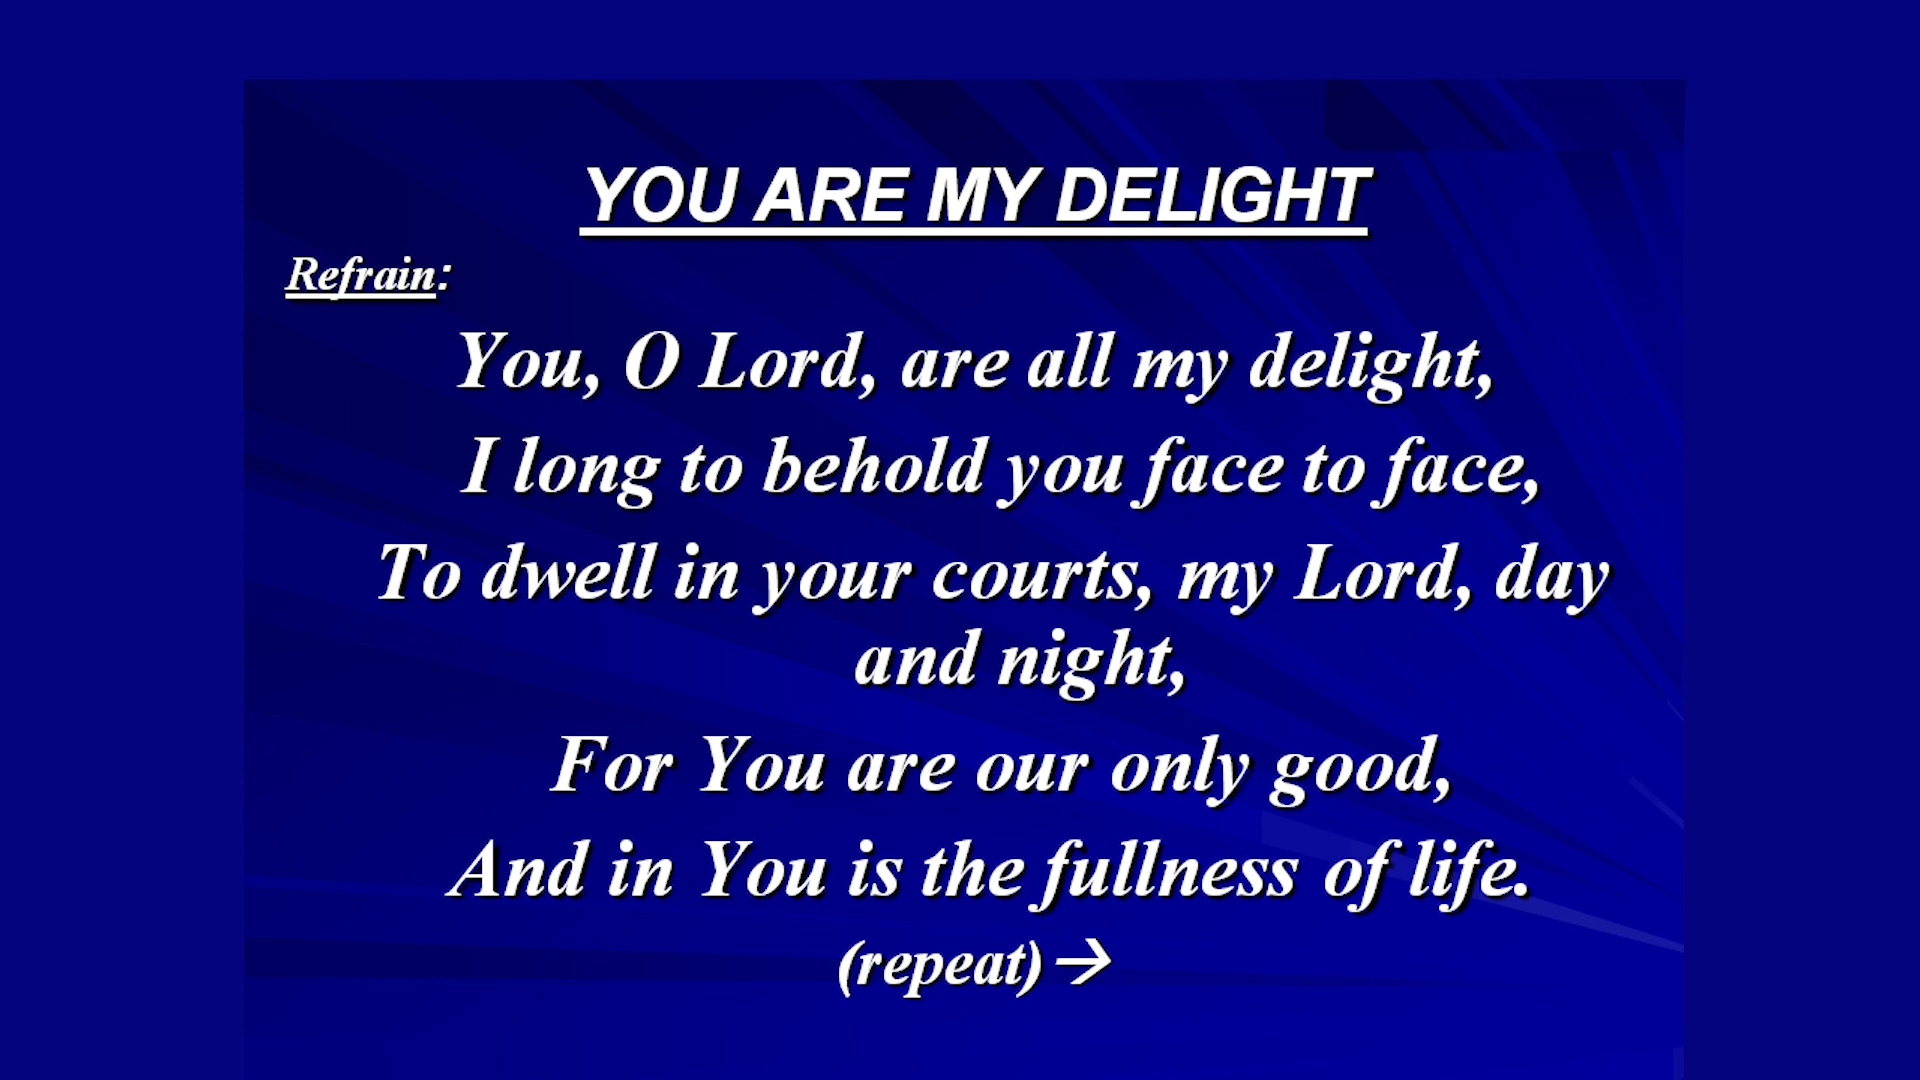 YOU ARE MY DELIGHT
Refrain:
You, O Lord, are all my delight,
I long to behold you face to face,
To dwell in your courts, my Lord, day
and night,
For You are our only good,
And in You is the fullness of life.
(repeat)→